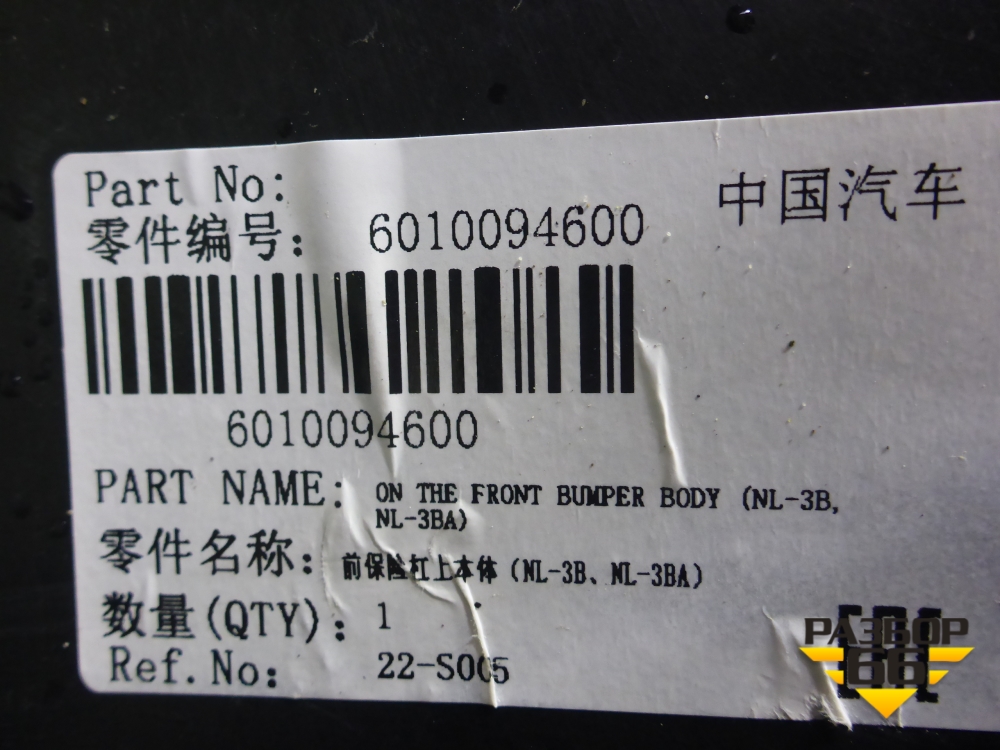 Part No:
中国汽车
零件编号: 6010094600
6010094600
PART NAME: ON THE FRONT BUMPER BODY (NL-3B,
NL-3BA)
零件名称: 前保险杠上本体(NL-3B、NL-3BA)
数量(QTY): 1
Ref.No: 22-S005
РАЗБОР
66